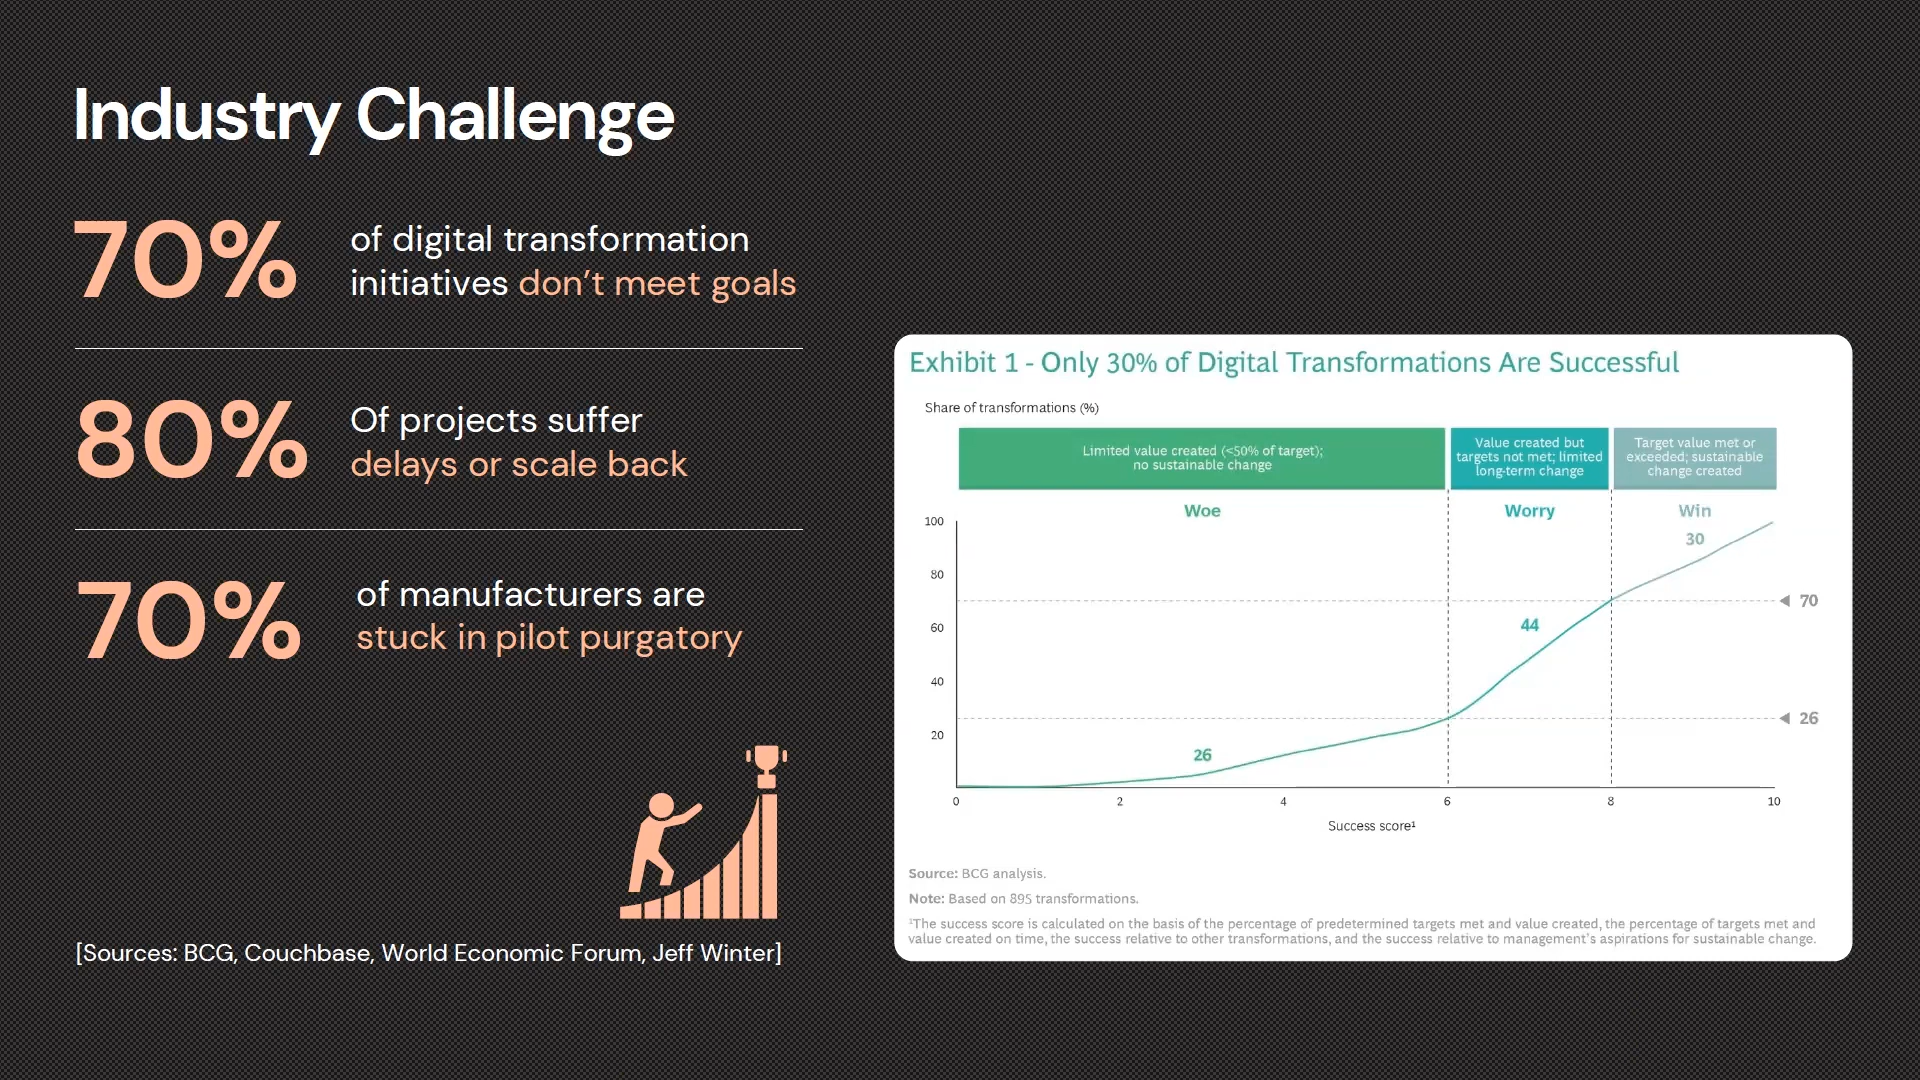 Industry Challenge
70%
of digital transformation
initiatives don't meet goals
80%
Of projects suffer
delays or scale back
70%
of manufacturers are
stuck in pilot purgatory
[Sources: BCG, Couchbase, World Economic Forum, Jeff Winter]
Exhibit 1 - Only 30% of Digital Transformations Are Successful
Share of transformations (%)
Limited value created (<50% of target);
no sustainable change
Value created but
targets not met; limited
long-term change
Target value met or
exceeded; sustainable
change created
Woe
Worry
Win
100
80
60
40
20
26
44
30
70
26
0 2 4 6 8 10
Success score¹
Source: BCG analysis.
Note: Based on 895 transformations.
¹The success score is calculated on the basis of the percentage of predetermined targets met and value created, the percentage of targets met and
value created on time, the success relative to other transformations, and the success relative to management's aspirations for sustainable change.